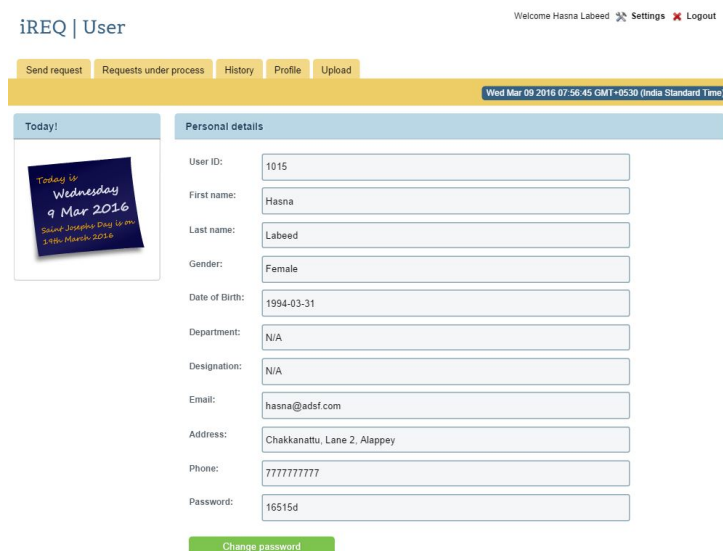 iREQ | User
Welcome Hasna Labeed Settings Logout
Send request Requests under process History Profile Upload
Wed Mar 09 2016 07:56:45 GMT+0530 (India Standard Time)
Today!
Today is
Wednesday
9 Mar 2016
Saint Josephs Day is on
19th March 2016
Personal details
User ID: 1015
First name: Hasna
Last name: Labeed
Gender: Female
Date of Birth: 1994-03-31
Department: N/A
Designation: N/A
Email: hasna@adsf.com
Address: Chakkanattu, Lane 2, Alappey
Phone: 7777777777
Password: 16515d
Change password